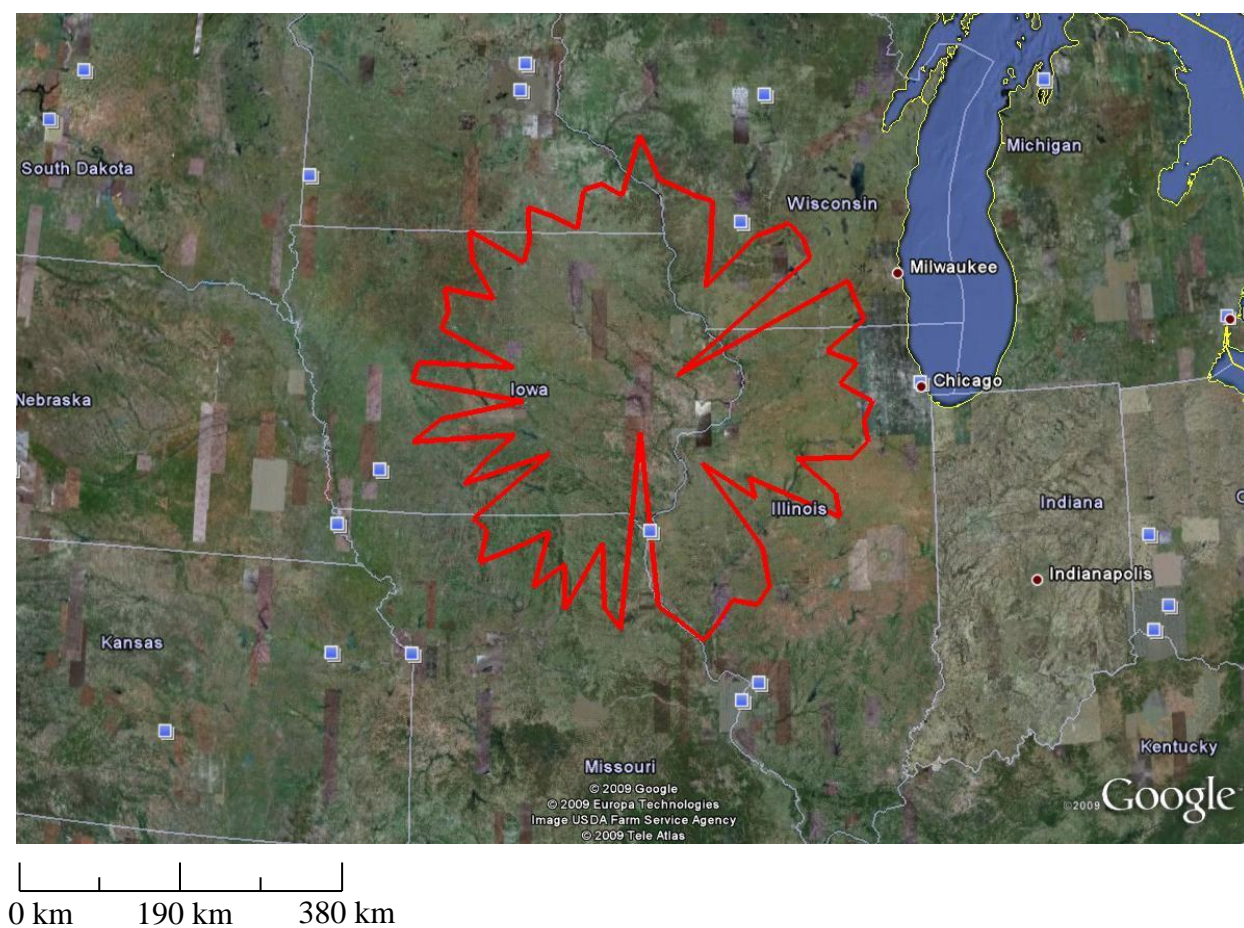 South Dakota
Michigan
Wisconsin
Milwaukee
Chicago
Iowa
Nebraska
Illinois
Indiana
Indianapolis
Kansas
Kentucky
Missouri
© 2009 Google
© 2009 Europa Technologies
Image USDA Farm Service Agency
© 2009 Tele Atlas
©2009 Google
0 km 190 km 380 km